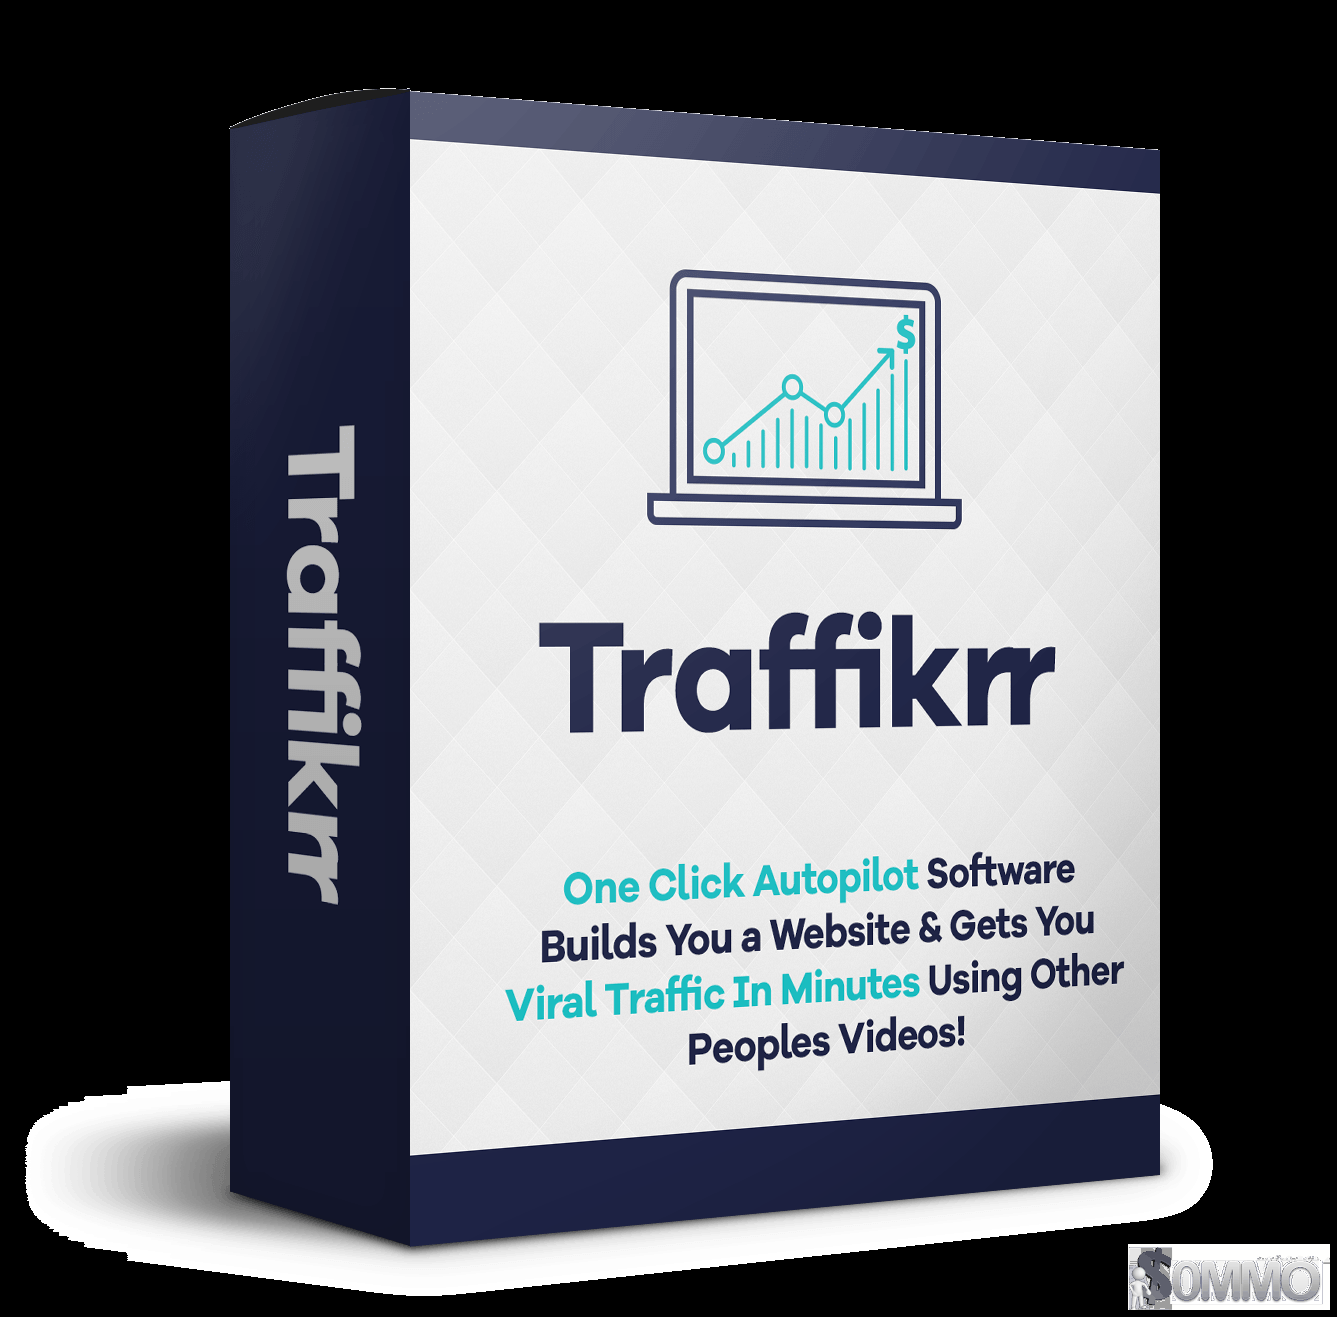 Traffikrr
$
Traffikrr
One Click Autopilot Software
Builds You a Website & Gets You
Viral Traffic In Minutes Using Other
Peoples Videos!
$OMMO